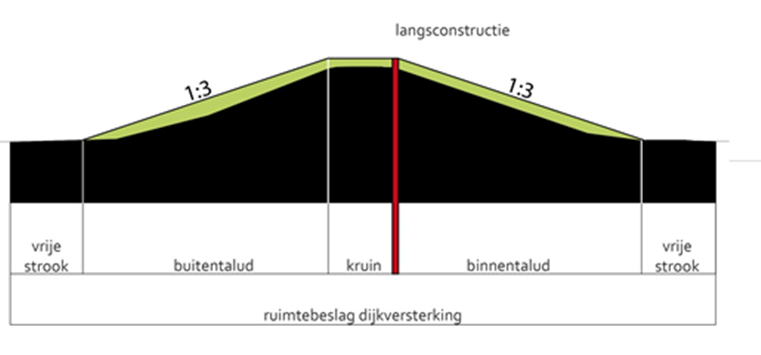 langsconstructie
1:3
1:3
vrije
strook
buitentalud
kruin
binnentalud
vrije
strook
ruimtebeslag dijkversterking